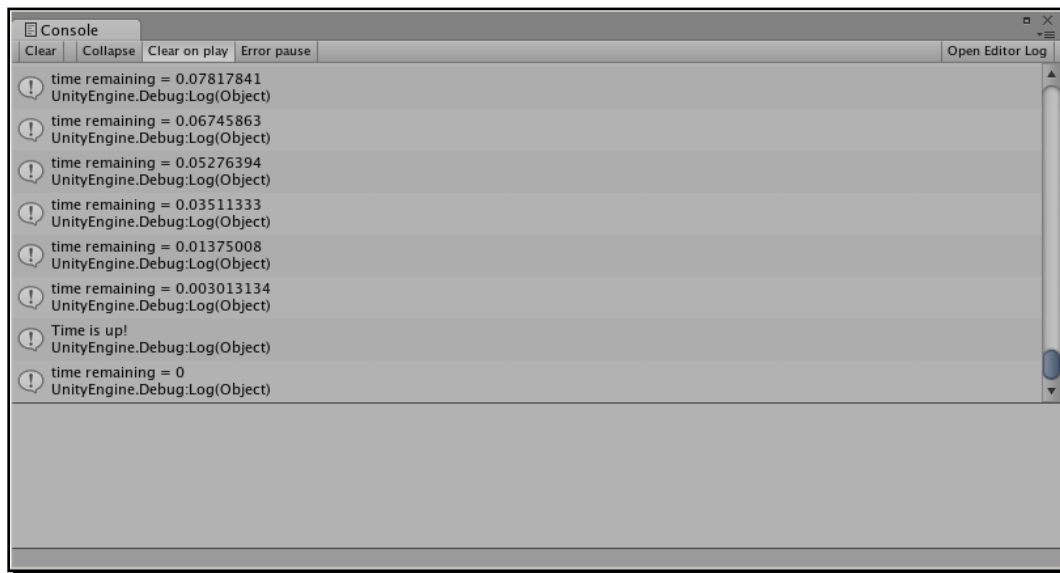 Console
Clear Collapse Clear on play Error pause Open Editor Log
time remaining = 0.07817841
UnityEngine.Debug:Log(Object)
time remaining = 0.06745863
UnityEngine.Debug:Log(Object)
time remaining = 0.05276394
UnityEngine.Debug:Log(Object)
time remaining = 0.03511333
UnityEngine.Debug:Log(Object)
time remaining = 0.01375008
UnityEngine.Debug:Log(Object)
time remaining = 0.003013134
UnityEngine.Debug:Log(Object)
Time is up!
UnityEngine.Debug:Log(Object)
time remaining = 0
UnityEngine.Debug:Log(Object)